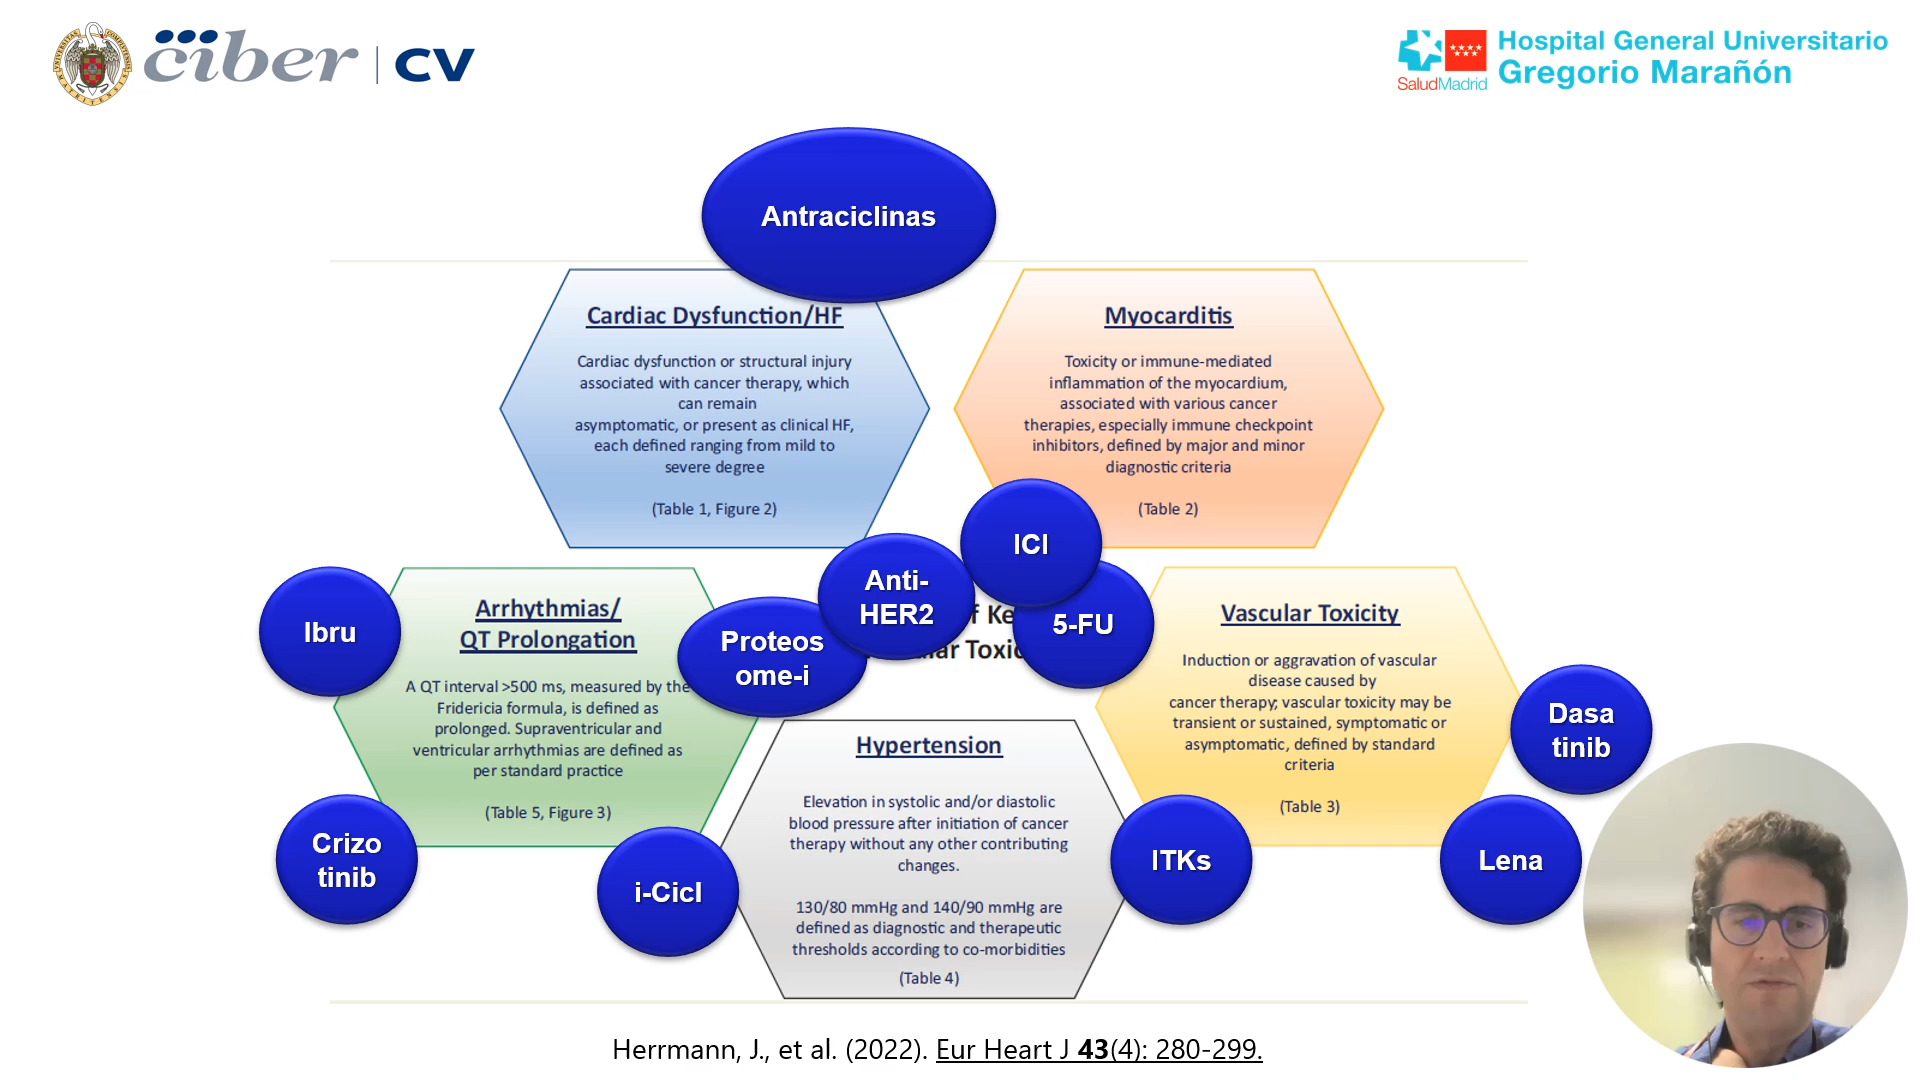 ciber | cv
SaludMadrid
Hospital General Universitario
Gregorio Marañón
Antraciclinas
Cardiac Dysfunction/HF
Cardiac dysfunction or structural injury
associated with cancer therapy, which
can remain
asymptomatic, or present as clinical HF,
each defined ranging from mild to
severe degree
(Table 1, Figure 2)
Myocarditis
Toxicity or immune-mediated
inflammation of the myocardium,
associated with various cancer
therapies, especially immune checkpoint
inhibitors, defined by major and minor
diagnostic criteria
(Table 2)
ICI
Anti-
HER2
5-FU
Proteos
ome-i
Ibru
Arrhythmias/
QT Prolongation
A QT interval >500 ms, measured by the
Fridericia formula, is defined as
prolonged. Supraventricular and
ventricular arrhythmias are defined as
per standard practice
(Table 5, Figure 3)
Vascular Toxicity
Induction or aggravation of vascular
disease caused by
cancer therapy; vascular toxicity may be
transient or sustained, symptomatic or
asymptomatic, defined by standard
criteria
(Table 3)
Dasa
tinib
Hypertension
Elevation in systolic and/or diastolic
blood pressure after initiation of cancer
therapy without any other contributing
changes.
130/80 mmHg and 140/90 mmHg are
defined as diagnostic and therapeutic
thresholds according to co-morbidities
(Table 4)
Crizo
tinib
i-Cicl
ITKs
Lena
Herrmann, J., et al. (2022). Eur Heart J 43(4): 280-299.